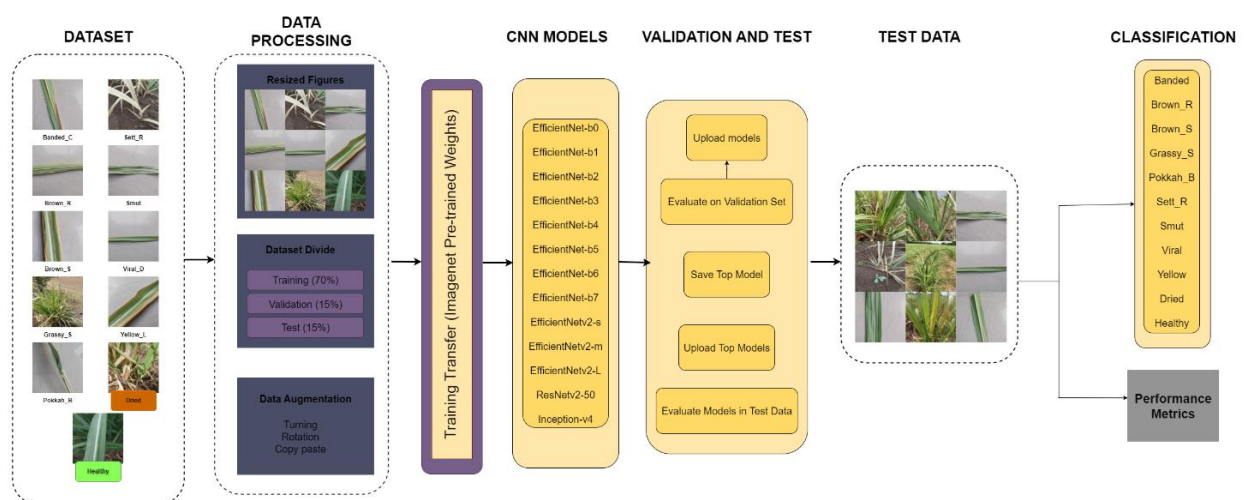 DATASET
Banded_C
Sett_R
Brown_R
Smut
Brown_S
Viral_D
Grassy_S
Yellow_L
Pokkah_B
Dried
Healthy
DATA
PROCESSING
Resized Figures
Dataset Divide
Training (70%)
Validation (15%)
Test (15%)
Data Augmentation
Turning
Rotation
Copy paste
Training Transfer (Imagenet Pre-trained Weights)
CNN MODELS
EfficientNet-b0
EfficientNet-b1
EfficientNet-b2
EfficientNet-b3
EfficientNet-b4
EfficientNet-b5
EfficientNet-b6
EfficientNet-b7
EfficientNetv2-s
EfficientNetv2-m
EfficientNetv2-L
ResNetv2-50
Inception-v4
VALIDATION AND TEST
Upload models
Evaluate on Validation Set
Save Top Model
Upload Top Models
Evaluate Models in Test Data
TEST DATA
CLASSIFICATION
Banded
Brown_R
Brown_S
Grassy_S
Pokkah_B
Sett_R
Smut
Viral
Yellow
Dried
Healthy
Performance
Metrics